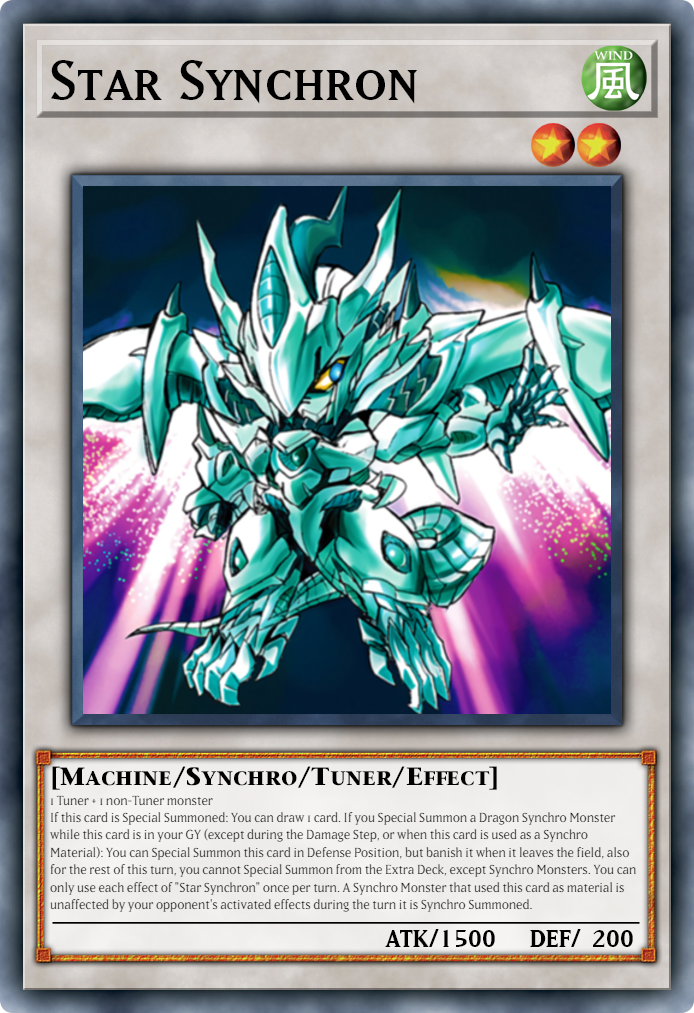 Star Synchron
WIND
風
[Machine/Synchro/Tuner/Effect]
1 Tuner + 1 non-Tuner monster
If this card is Special Summoned: You can draw 1 card. If you Special Summon a Dragon Synchro Monster
while this card is in your GY (except during the Damage Step, or when this card is used as a Synchro
Material): You can Special Summon this card in Defense Position, but banish it when it leaves the field, also
for the rest of this turn, you cannot Special Summon from the Extra Deck, except Synchro Monsters. You can
only use each effect of "Star Synchron" once per turn. A Synchro Monster that used this card as material is
unaffected by your opponent's activated effects during the turn it is Synchro Summoned.
ATK/1500 DEF/ 200